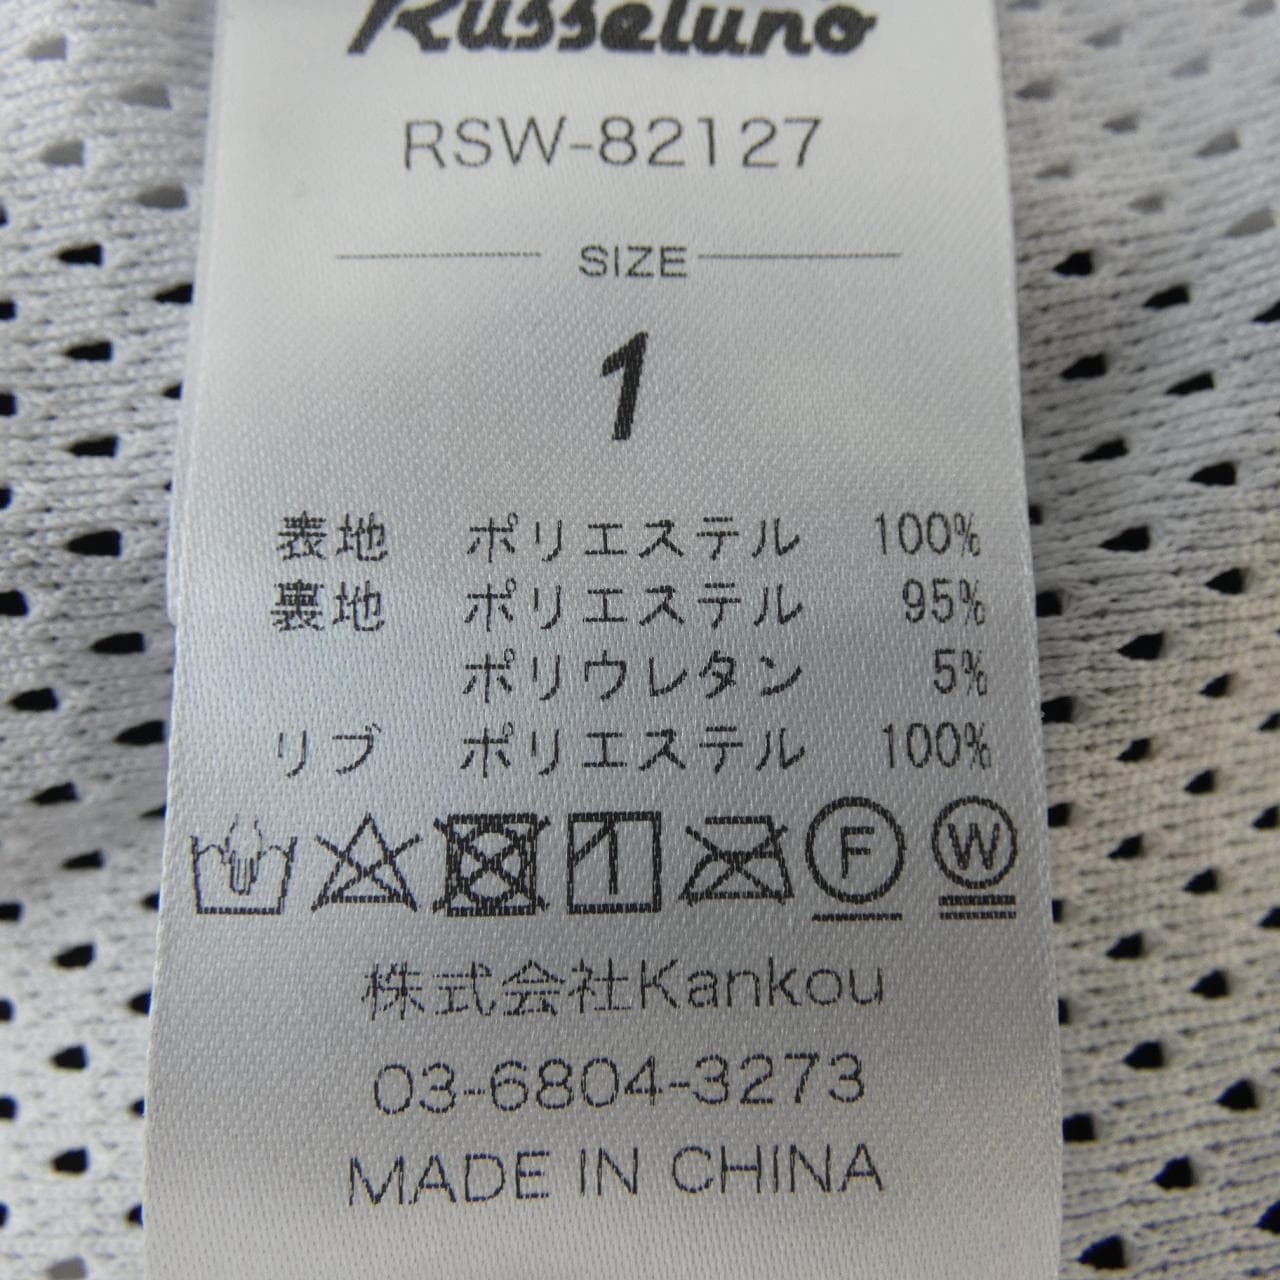 Russeluno
RSW-82127
SIZE
1
表地 ポリエステル 100%
裏地 ポリエステル 95%
ポリウレタン 5%
リブ ポリエステル 100%
F W
株式会社Kankou
03-6804-3273
MADE IN CHINA